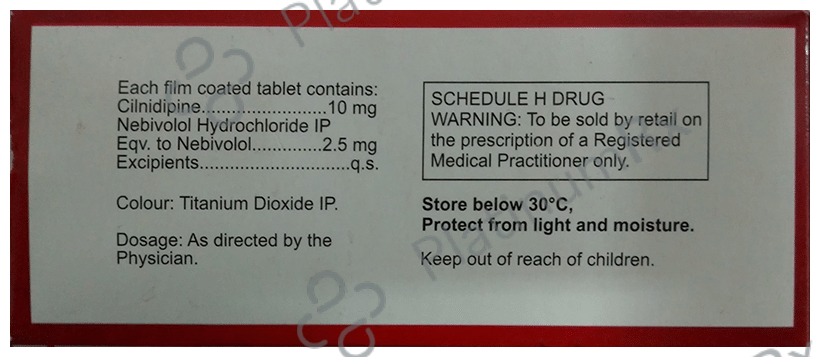 Each film coated tablet contains:
Cilnidipine.......................10 mg
Nebivolol Hydrochloride IP
Eqv. to Nebivolol.............2.5 mg
Excipients............................q.s.
Colour: Titanium Dioxide IP.
Dosage: As directed by the
Physician.
SCHEDULE H DRUG
WARNING: To be sold by retail on
the prescription of a Registered
Medical Practitioner only.
Store below 30°C,
Protect from light and moisture.
Keep out of reach of children.
PlatinumRx